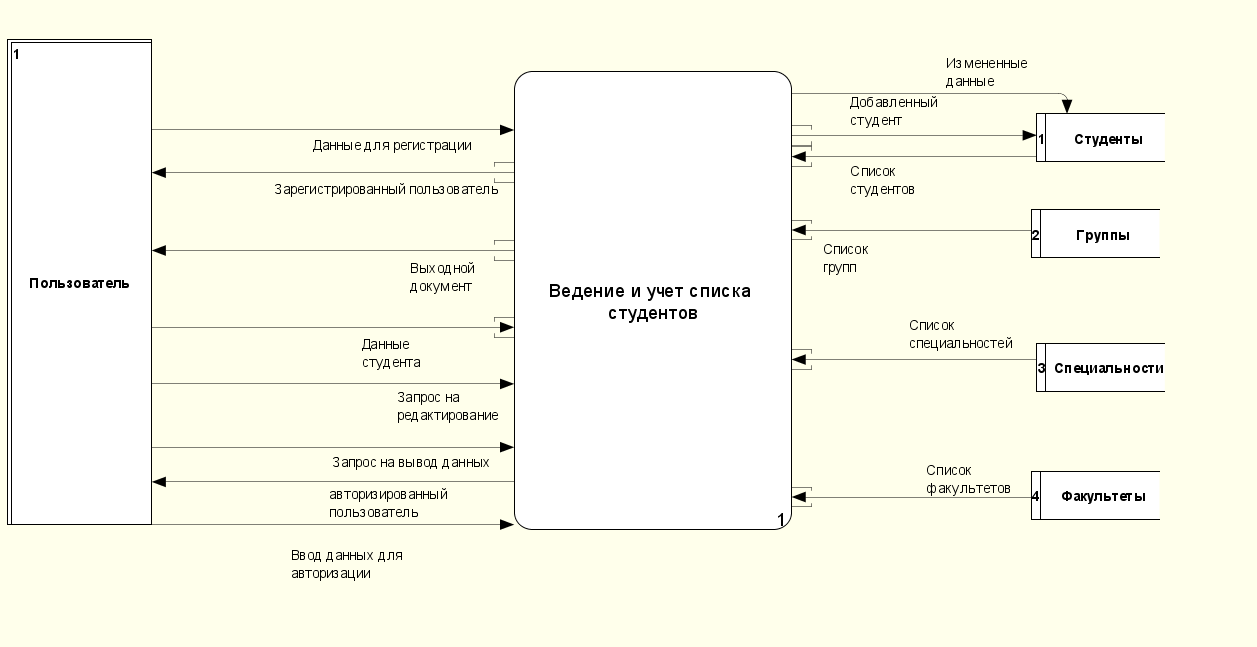 1
Пользователь
Данные для регистрации
Зарегистрированный пользователь
Выходной
документ
Данные
студента
Запрос на
редактирование
Запрос на вывод данных
авторизированный
пользователь
Ввод данных для
авторизации
Ведение и учет списка
студентов
1
Измененные
данные
Добавленный
студент
1 Студенты
Список
студентов
2 Группы
Список
групп
Список
специальностей
3 Специальности
Список
факультетов
4 Факультеты